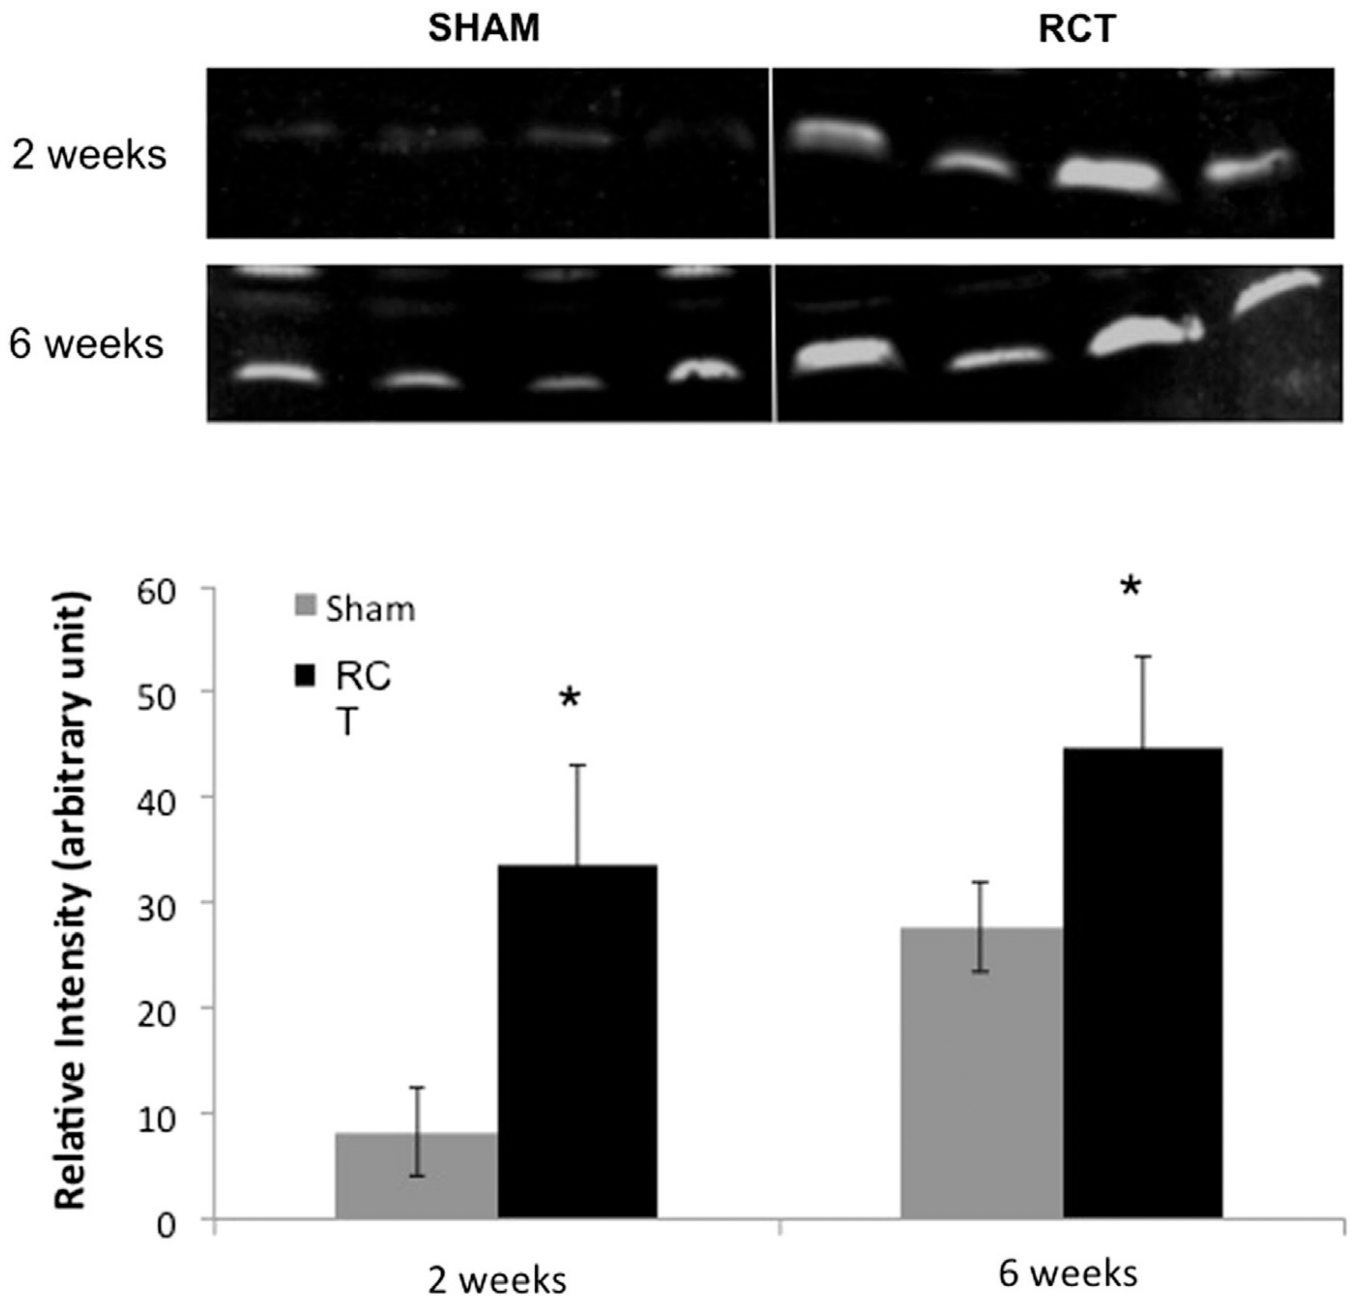 SHAM RCT
2 weeks
6 weeks
60
50
40
30
20
10
0
Relative Intensity (arbitrary unit)
Sham
RC
T
*
*
2 weeks 6 weeks